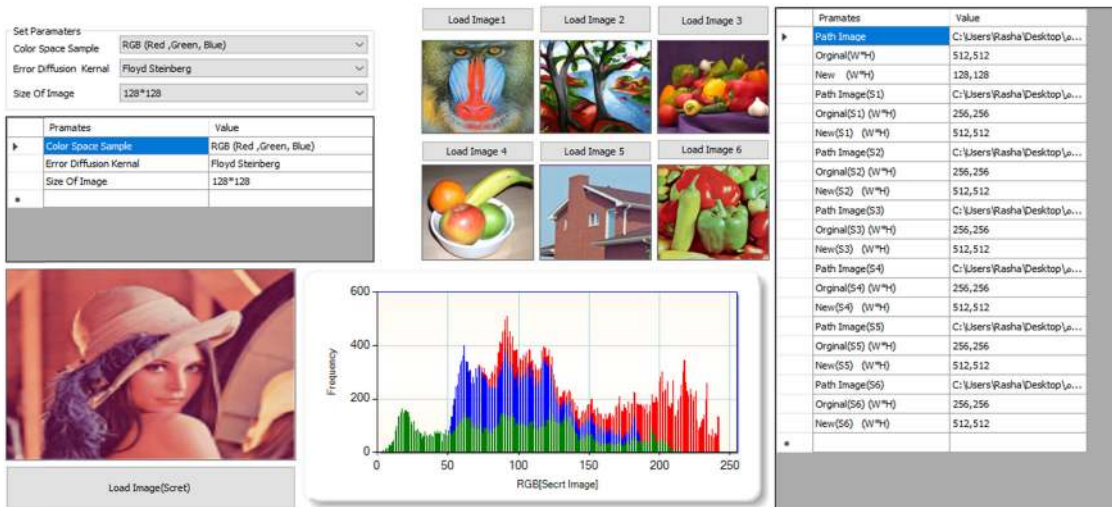 Set Paramaters
Color Space Sample RGB (Red ,Green, Blue)
Error Diffusion Kernal Floyd Steinberg
Size Of Image 128*128
Pramates Value
Color Space Sample RGB (Red ,Green, Blue)
Error Diffusion Kernal Floyd Steinberg
Size Of Image 128*128
Load Image(Scret)
Load Image1 Load Image 2 Load Image 3
Load Image 4 Load Image 5 Load Image 6
600
400
200
0
Frequency
0 50 100 150 200 250
RGB[Secrt Image]
Pramates Value
Path Image C:\Users\Rasha\Desktop\...
Orginal(W*H) 512,512
New (W*H) 128,128
Path Image(S1) C:\Users\Rasha\Desktop\...
Orginal(S1) (W*H) 256,256
New(S1) (W*H) 512,512
Path Image(S2) C:\Users\Rasha\Desktop\...
Orginal(S2) (W*H) 256,256
New(S2) (W*H) 512,512
Path Image(S3) C:\Users\Rasha\Desktop\...
Orginal(S3) (W*H) 256,256
New(S3) (W*H) 512,512
Path Image(S4) C:\Users\Rasha\Desktop\...
Orginal(S4) (W*H) 256,256
New(S4) (W*H) 512,512
Path Image(S5) C:\Users\Rasha\Desktop\...
Orginal(S5) (W*H) 256,256
New(S5) (W*H) 512,512
Path Image(S6) C:\Users\Rasha\Desktop\...
Orginal(S6) (W*H) 256,256
New(S6) (W*H) 512,512